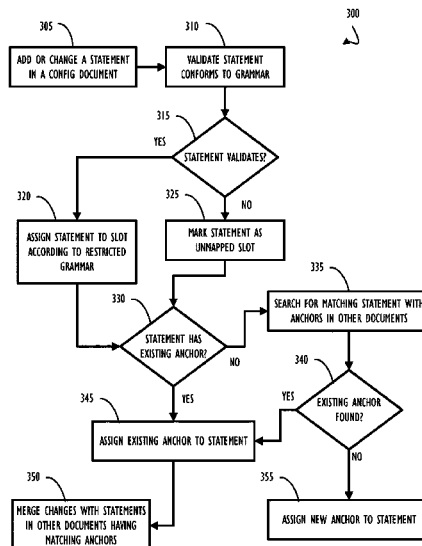 300
305
310
ADD OR CHANGE A STATEMENT
IN A CONFIG DOCUMENT
VALIDATE STATEMENT
CONFORMS TO GRAMMAR
315
YES
STATEMENT VALIDATES?
NO
320
325
ASSIGN STATEMENT TO SLOT
ACCORDING TO RESTRICTED
GRAMMAR
MARK STATEMENT AS
UNMAPPED SLOT
330
335
STATEMENT HAS
EXISTING ANCHOR?
NO
YES
SEARCH FOR MATCHING STATEMENT WITH
ANCHORS IN OTHER DOCUMENTS
340
YES
EXISTING ANCHOR
FOUND?
NO
345
ASSIGN EXISTING ANCHOR TO STATEMENT
350
MERGE CHANGES WITH STATEMENTS
IN OTHER DOCUMENTS HAVING
MATCHING ANCHORS
355
ASSIGN NEW ANCHOR TO STATEMENT